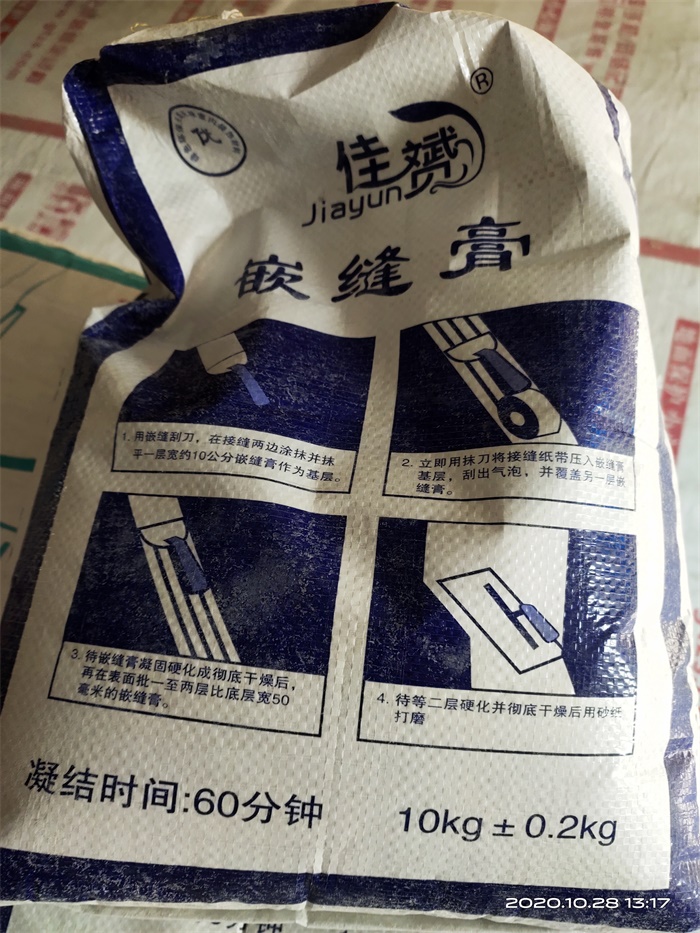 ®
优
佳赟
Jiayun
嵌缝膏
1. 用嵌缝刮刀，在接缝两边涂抹并抹
平一层宽约10公分嵌缝膏作为基层。
2. 立即用抹刀将接缝纸带压入嵌缝膏
基层，刮出气泡，并覆盖另一层嵌
缝膏。
3. 待嵌缝膏凝固硬化成彻底干燥后，
再在表面批一至两层比底层宽50
毫米的嵌缝膏。
4. 待等二层硬化并彻底干燥后用砂纸
打磨
凝结时间:60分钟
10kg ± 0.2kg
2020.10.28 13:17